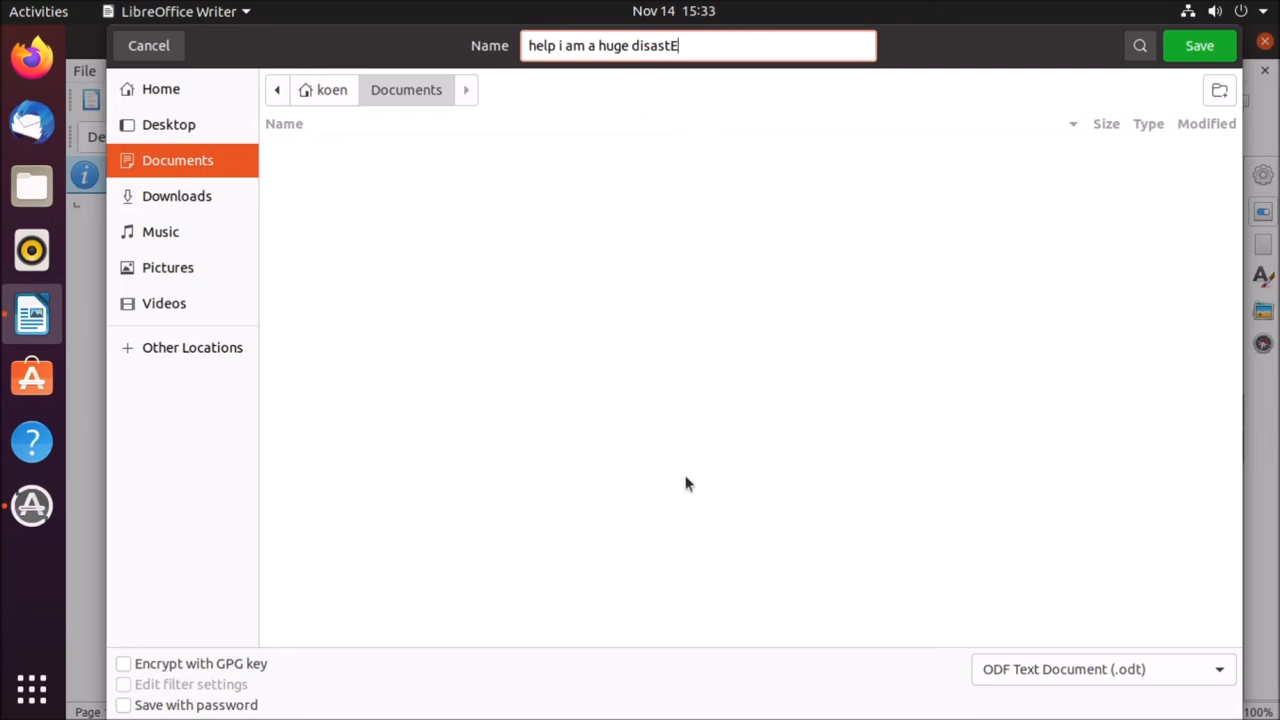 Activities LibreOffice Writer Nov 14 15:33
Cancel Name help i am a huge disastE Save
File
koen Documents
De
Name Size Type Modified
Home
Desktop
Documents
Downloads
Music
Pictures
Videos
Other Locations
Encrypt with GPG key
Edit filter settings
Save with password
ODF Text Document (.odt)
Page 100%